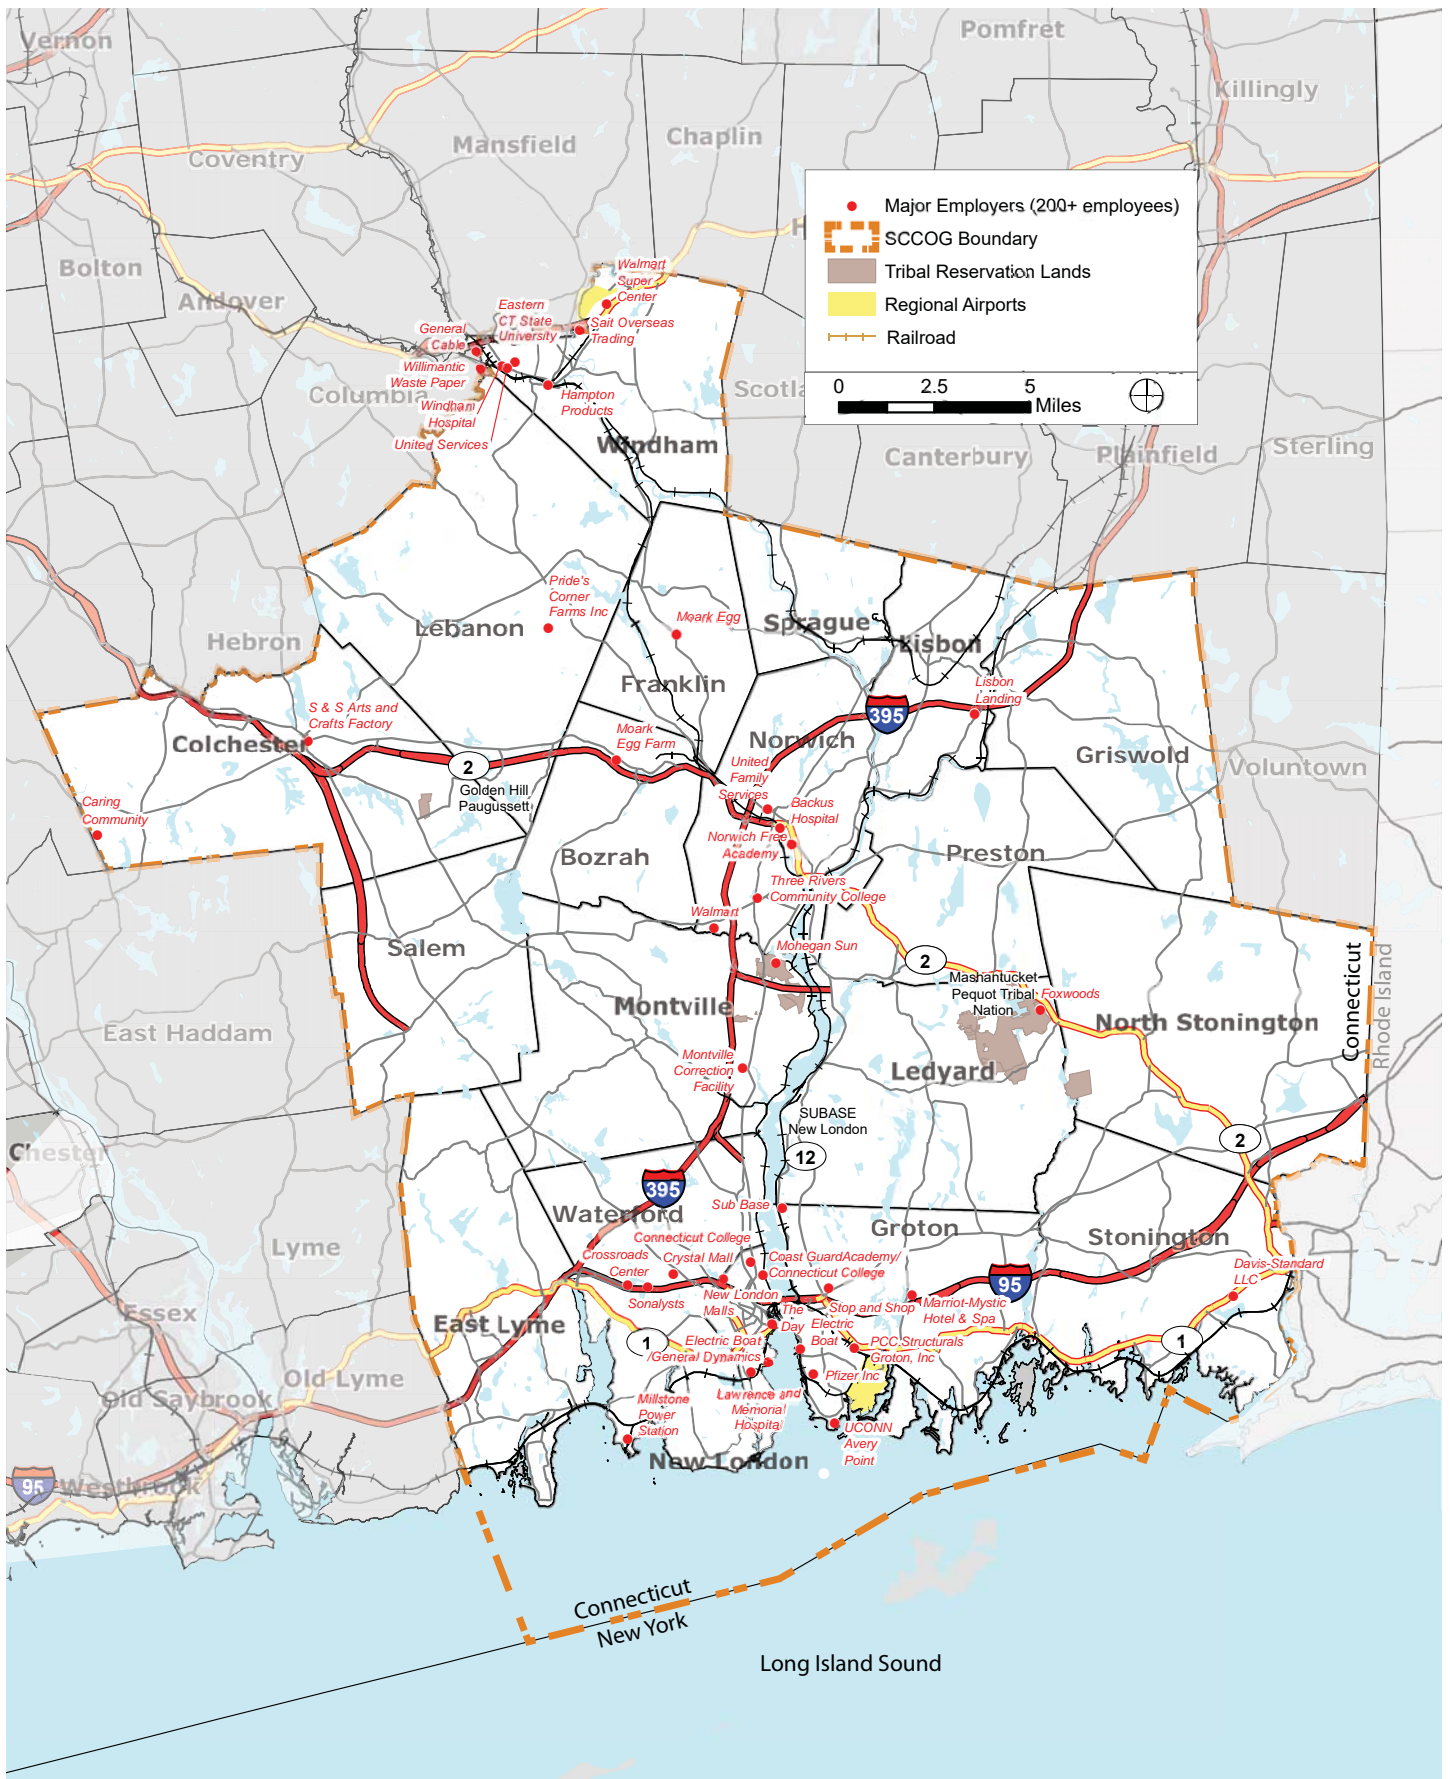 Vernon
Pomfret
Killingly
Chaplin
Mansfield
Coventry
Major Employers (200+ employees)
SCCOG Boundary
Tribal Reservation Lands
Regional Airports
Railroad
0 2.5 5
Miles
Bolton
Andover
Walmart
Super
Center
Eastern
CT State
University
Sait Overseas
Trading
General
Cable
Willimantic
Waste Paper
Columbia
Windham
Hospital
United Services
Hampton
Products
Windham
Canterbury
Plainfield
Sterling
Pride's
Corner
Farms Inc
Lebanon
Moark Egg
Sprague
Lisbon
Hebron
Franklin
Lisbon
Landing
395
S & S Arts and
Crafts Factory
Colchester
Moark
Egg Farm
Norwich
Griswold
Voluntown
2
Golden Hill
Paugussett
United
Family
Services
Caring
Community
Backus
Hospital
Norwich Free
Academy
Bozrah
Preston
Three Rivers
Community College
Walmart
Salem
Mohegan Sun
2
Mashantucket
Pequot Tribal
Nation
Foxwoods
Connecticut
Rhode Island
Montville
North Stonington
East Haddam
Montville
Correction
Facility
Ledyard
SUBASE
New London
12
2
Chester
395
Sub Base
Waterford
Groton
Stonington
Lyme
Connecticut College
Crossroads
Center
Crystal Mall
Coast GuardAcademy/
Connecticut College
Davis-Standard
LLC
95
Sonalysts
New London
Malls
The
Day
Stop and Shop
Marriot-Mystic
Hotel & Spa
Essex
East Lyme
1
Electric
Boat
Electric Boat
/General Dynamics
PCC Structurals
Groton, Inc
1
Old Lyme
Old Saybrook
Pfizer Inc
Millstone
Power
Station
Lawrence and
Memorial
Hospital
UCONN
Avery
Point
New London
95
Westbrook
Connecticut
New York
Long Island Sound